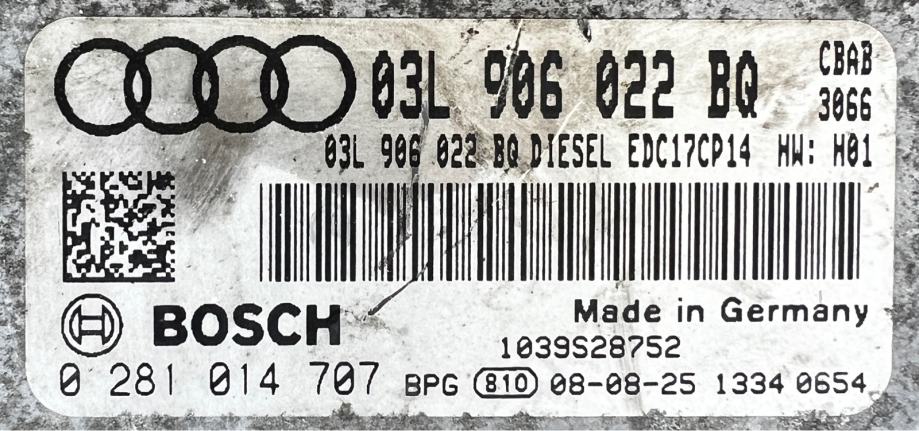 03L 906 022 BQ CBAB
3066
03L 906 022 BQ DIESEL EDC17CP14 HW: H01
BOSCH
Made in Germany
1039S28752
0 281 014 707 BPG 810 08-08-25 1334 0654